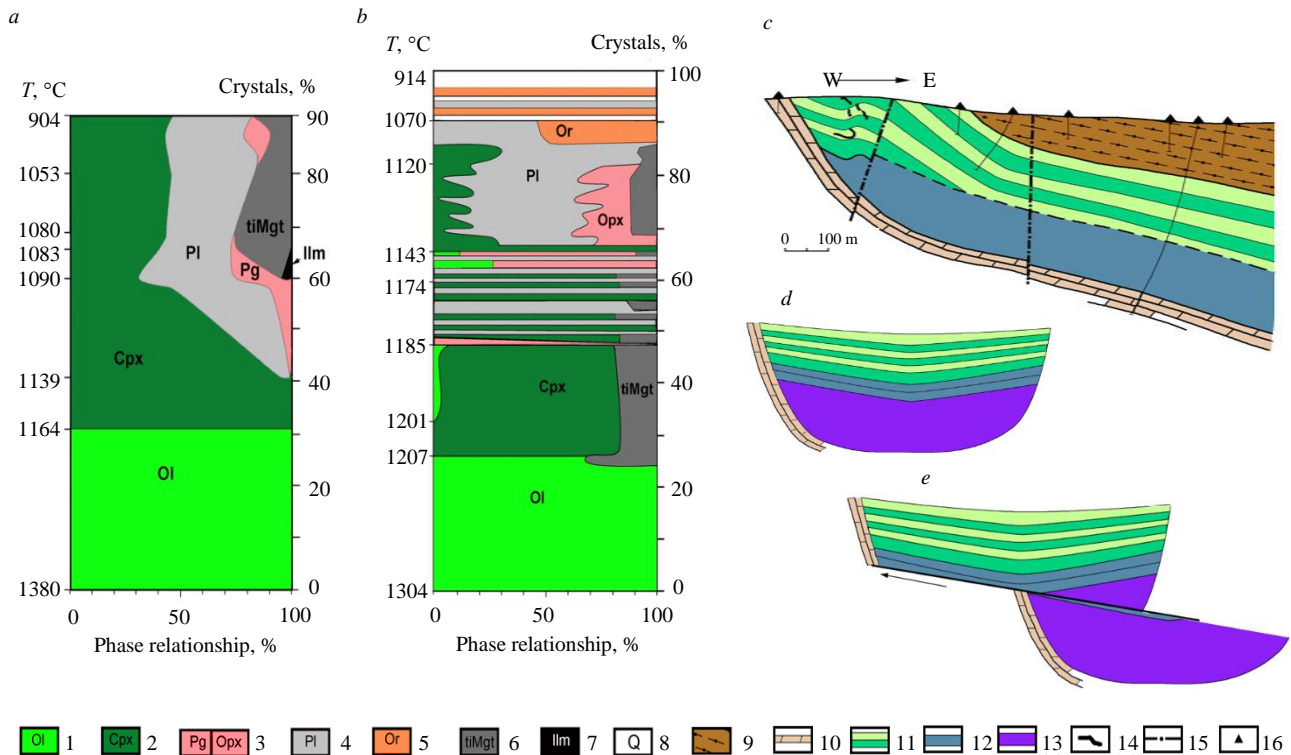 a
T, °C
Crystals, %
904
90
1053
80
1080
1083
1090
60
1139
40
1164
20
1380
0
Pl
tiMgt
Ilm
Pg
Cpx
Ol
0
50
100
Phase relationship, %
b
T, °C
Crystals, %
914
100
1070
1120
80
1143
60
1174
1185
40
1201
1207
20
1304
0
Or
Pl
Opx
Cpx
tiMgt
Ol
0
50
100
Phase relationship, %
c
W
E
0
100 m
d
e
Ol 1
Cpx 2
Pg Opx 3
Pl 4
Or 5
tiMgt 6
Ilm 7
Q 8
9
10
11
12
13
14
15
16